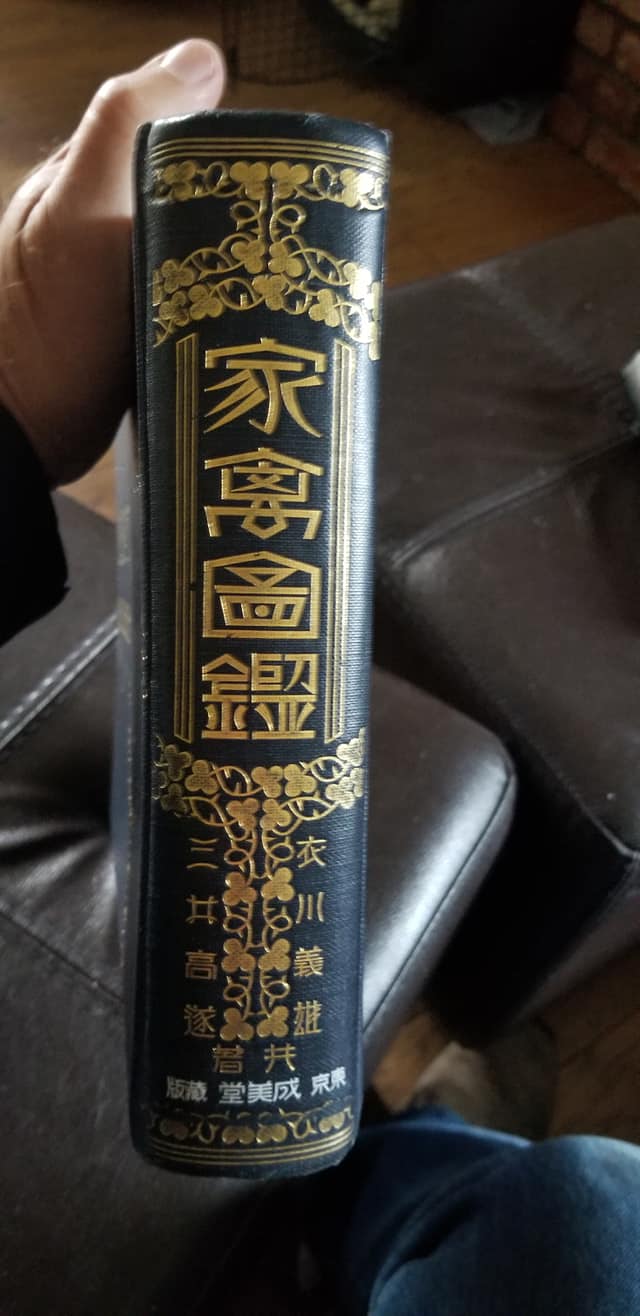 家禽圖鑑
衣川義雄
三井高遂
共著
東京 成美堂 藏版